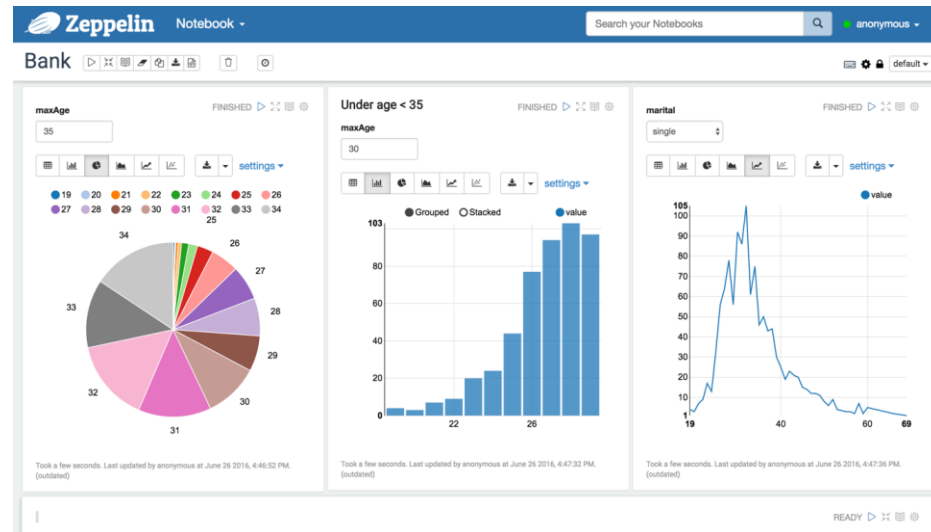 Zeppelin Notebook Search your Notebooks anonymous
Bank default
maxAge FINISHED
35
settings
19 20 21 22 23 24 25 26
27 28 29 30 31 32 33 34
25
34
26
27
33
28
29
32
30
31
Took a few seconds. Last updated by anonymous at June 26 2016, 4:46:52 PM.
(outdated)
Under age < 35 FINISHED
maxAge
30
settings
Grouped Stacked value
103
80
60
40
20
0
22 26
Took a few seconds. Last updated by anonymous at June 26 2016, 4:47:32 PM.
(outdated)
marital FINISHED
single
settings
value
105
100
90
80
70
60
50
40
30
20
10
1
19 40 60 69
Took a few seconds. Last updated by anonymous at June 26 2016, 4:47:36 PM.
(outdated)
READY